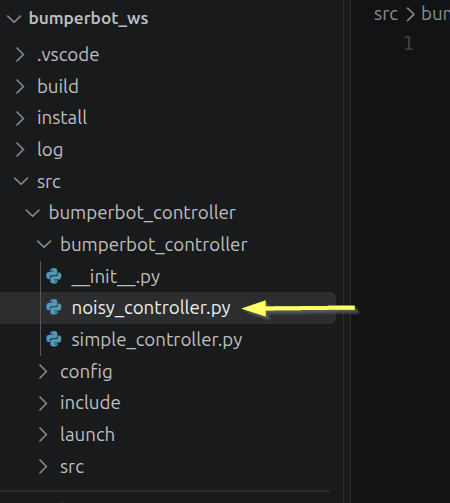 bumperbot_ws
.vscode
build
install
log
src
bumperbot_controller
bumperbot_controller
__init__.py
noisy_controller.py
simple_controller.py
config
include
launch
src
src > bum
1